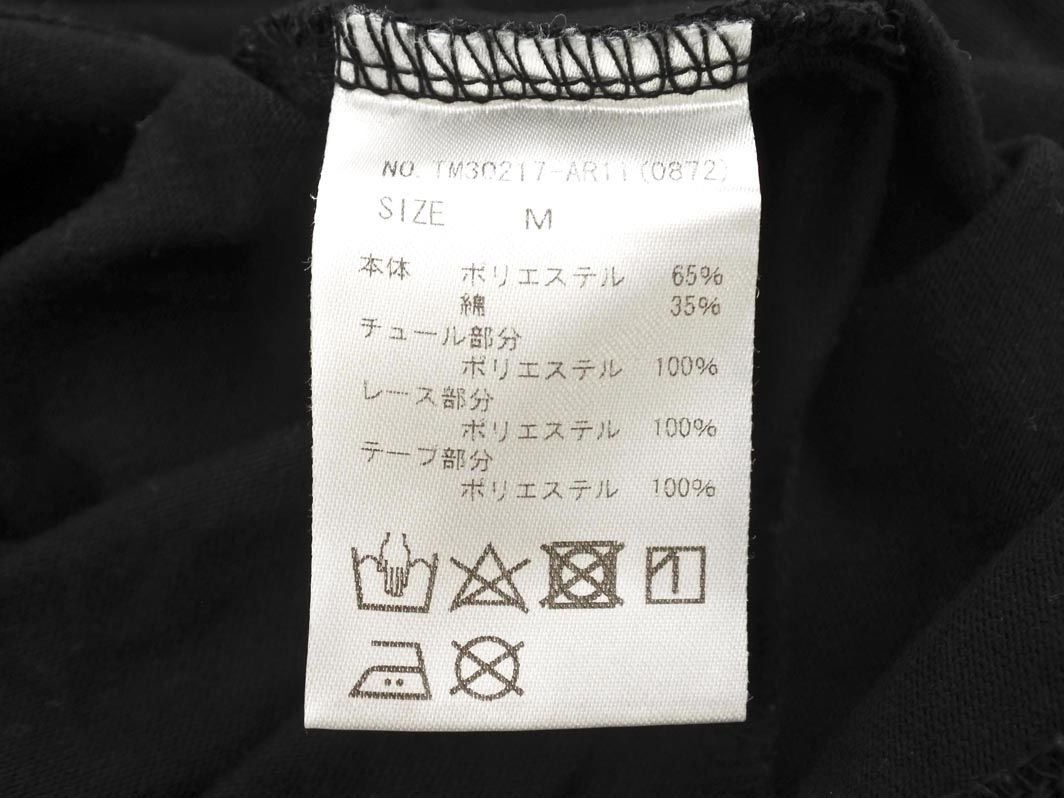 NO. TM30217-AR11(0872)
SIZE M
本体 ポリエステル 65%
綿 35%
チュール部分
ポリエステル 100%
レース部分
ポリエステル 100%
テープ部分
ポリエステル 100%